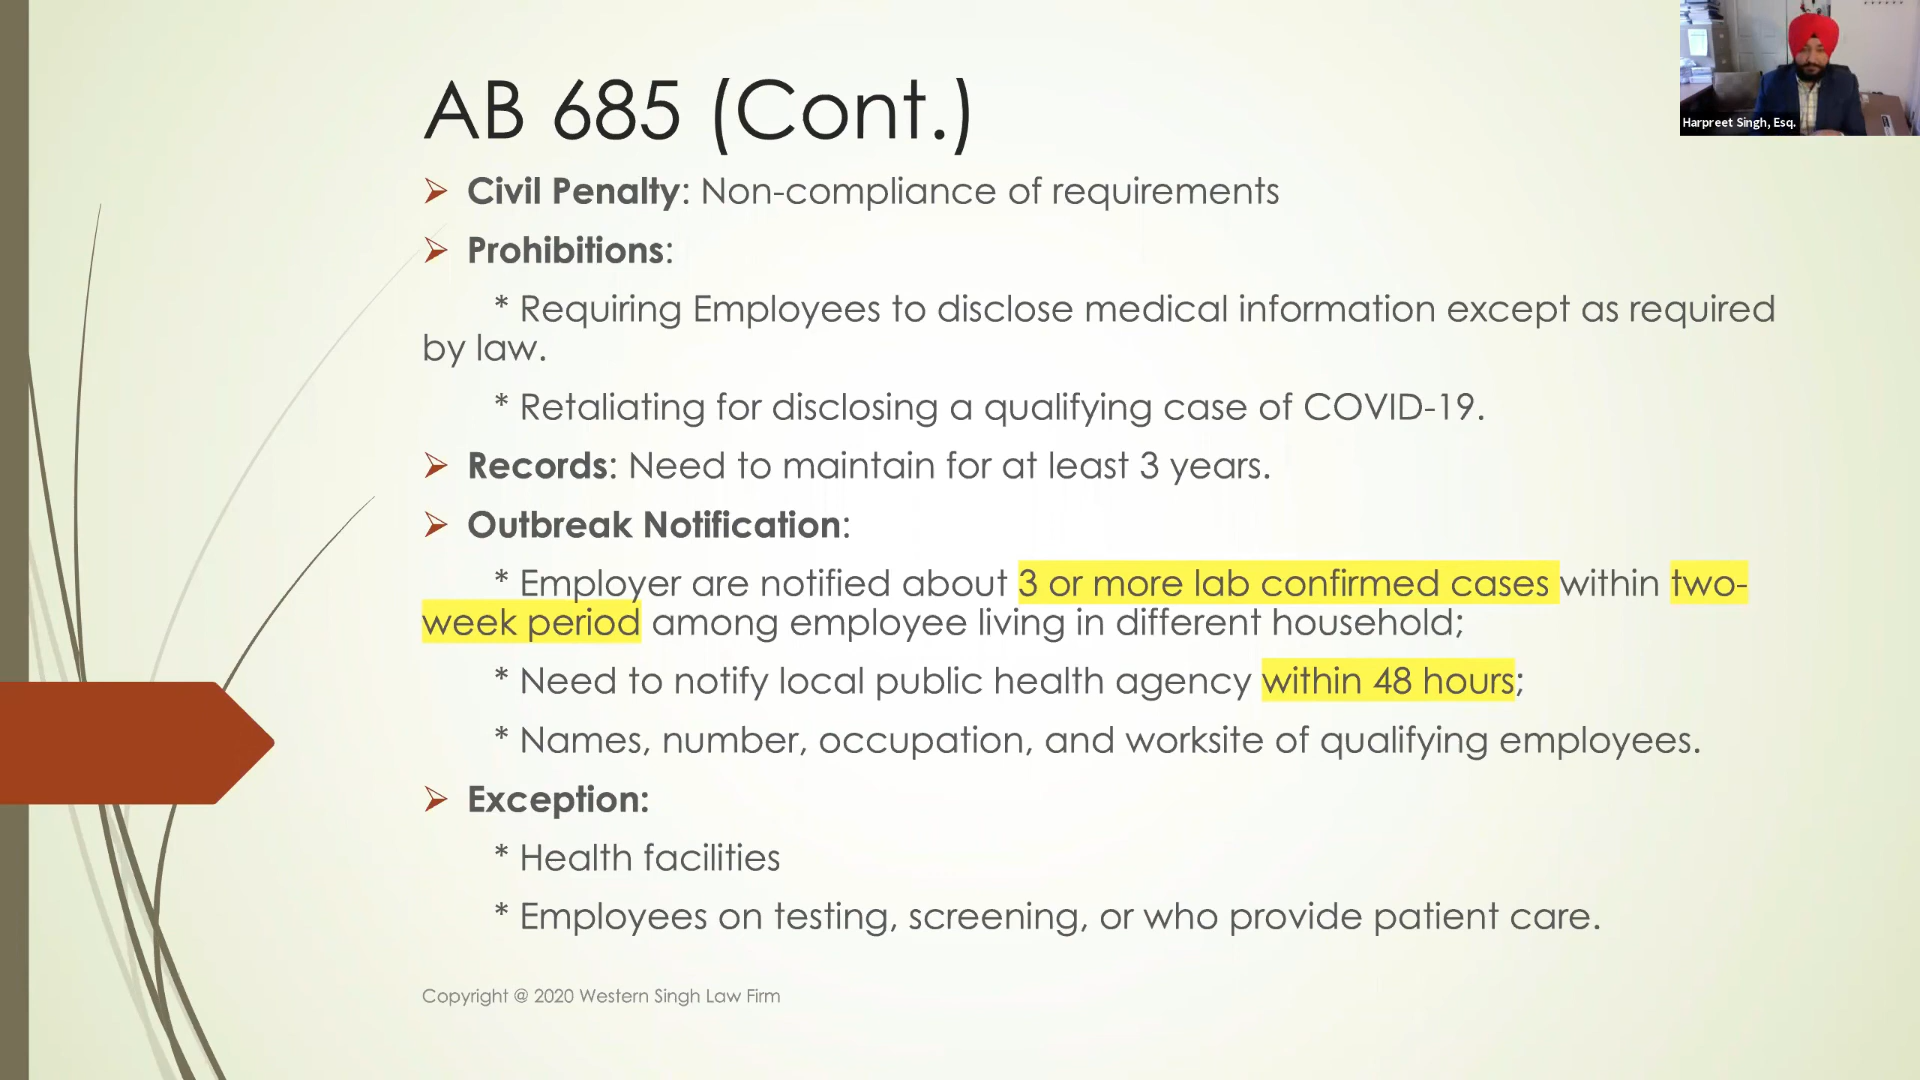 AB 685 (Cont.)
Harpreet Singh, Esq.
➢ Civil Penalty: Non-compliance of requirements
➢ Prohibitions:
* Requiring Employees to disclose medical information except as required
by law.
* Retaliating for disclosing a qualifying case of COVID-19.
➢ Records: Need to maintain for at least 3 years.
➢ Outbreak Notification:
* Employer are notified about 3 or more lab confirmed cases within two-
week period among employee living in different household;
* Need to notify local public health agency within 48 hours;
* Names, number, occupation, and worksite of qualifying employees.
➢ Exception:
* Health facilities
* Employees on testing, screening, or who provide patient care.
Copyright @ 2020 Western Singh Law Firm